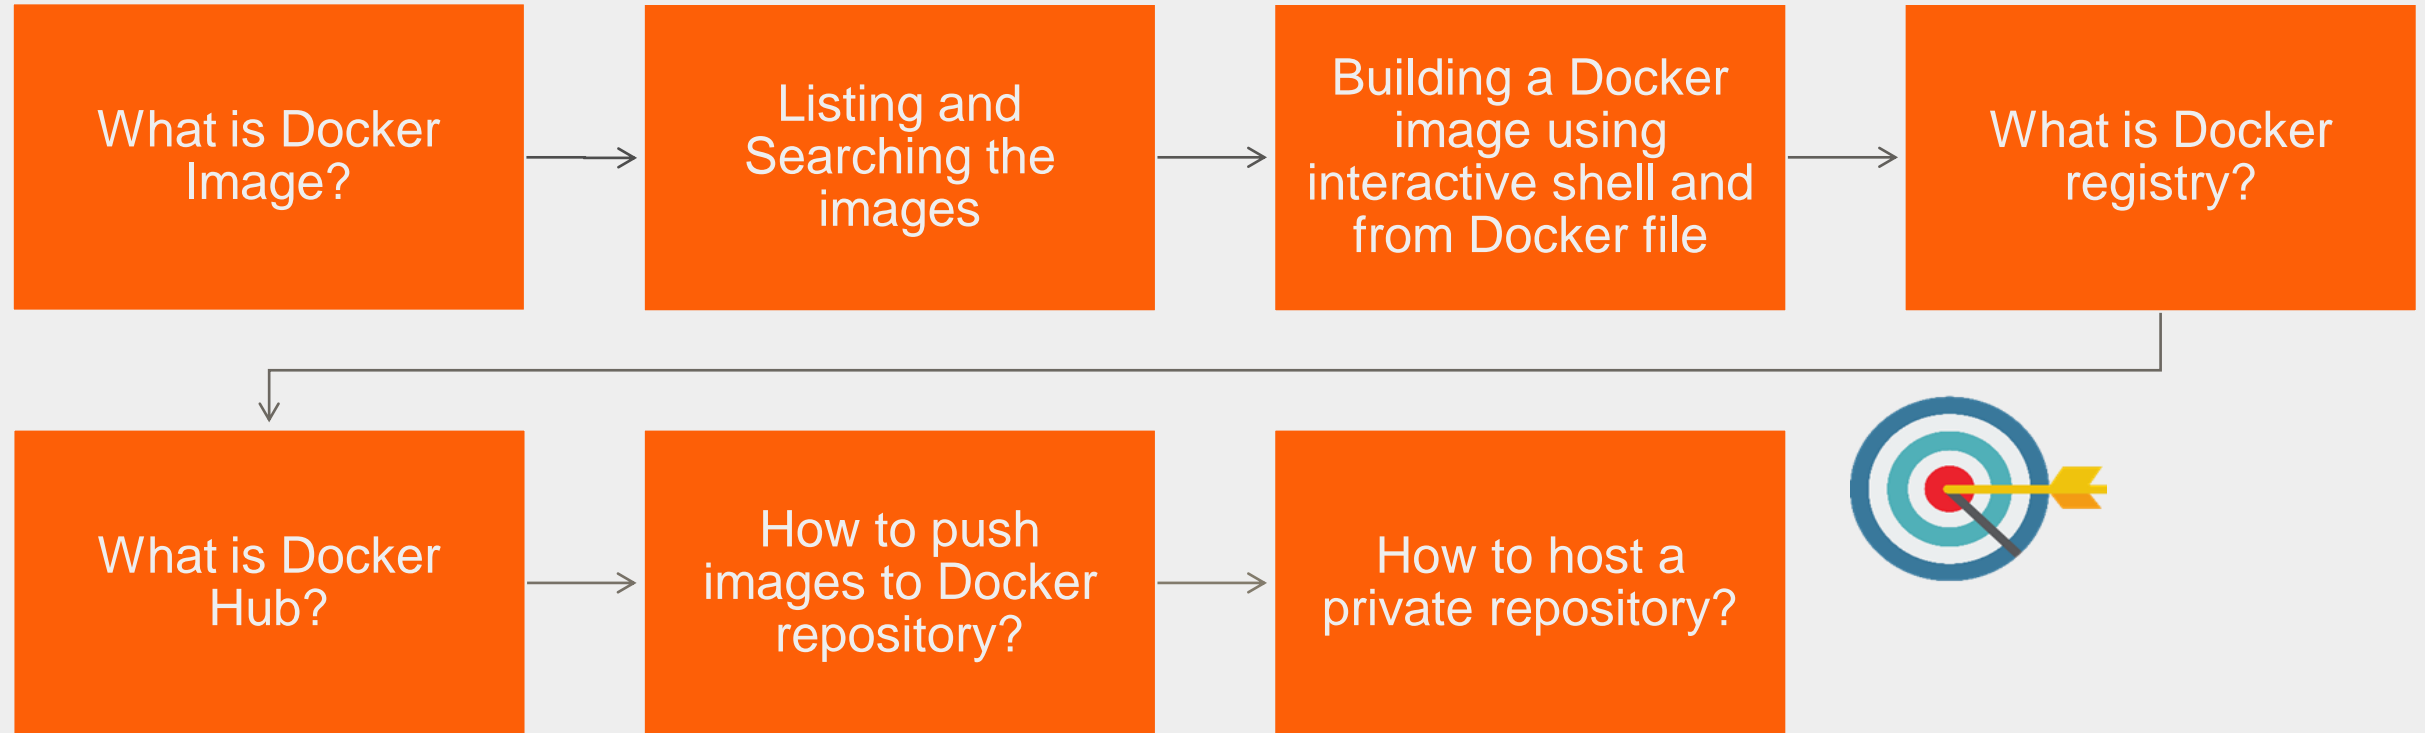 What is Docker
Image?
Listing and
Searching the
images
Building a Docker
image using
interactive shell and
from Docker file
What is Docker
registry?
What is Docker
Hub?
How to push
images to Docker
repository?
How to host a
private repository?